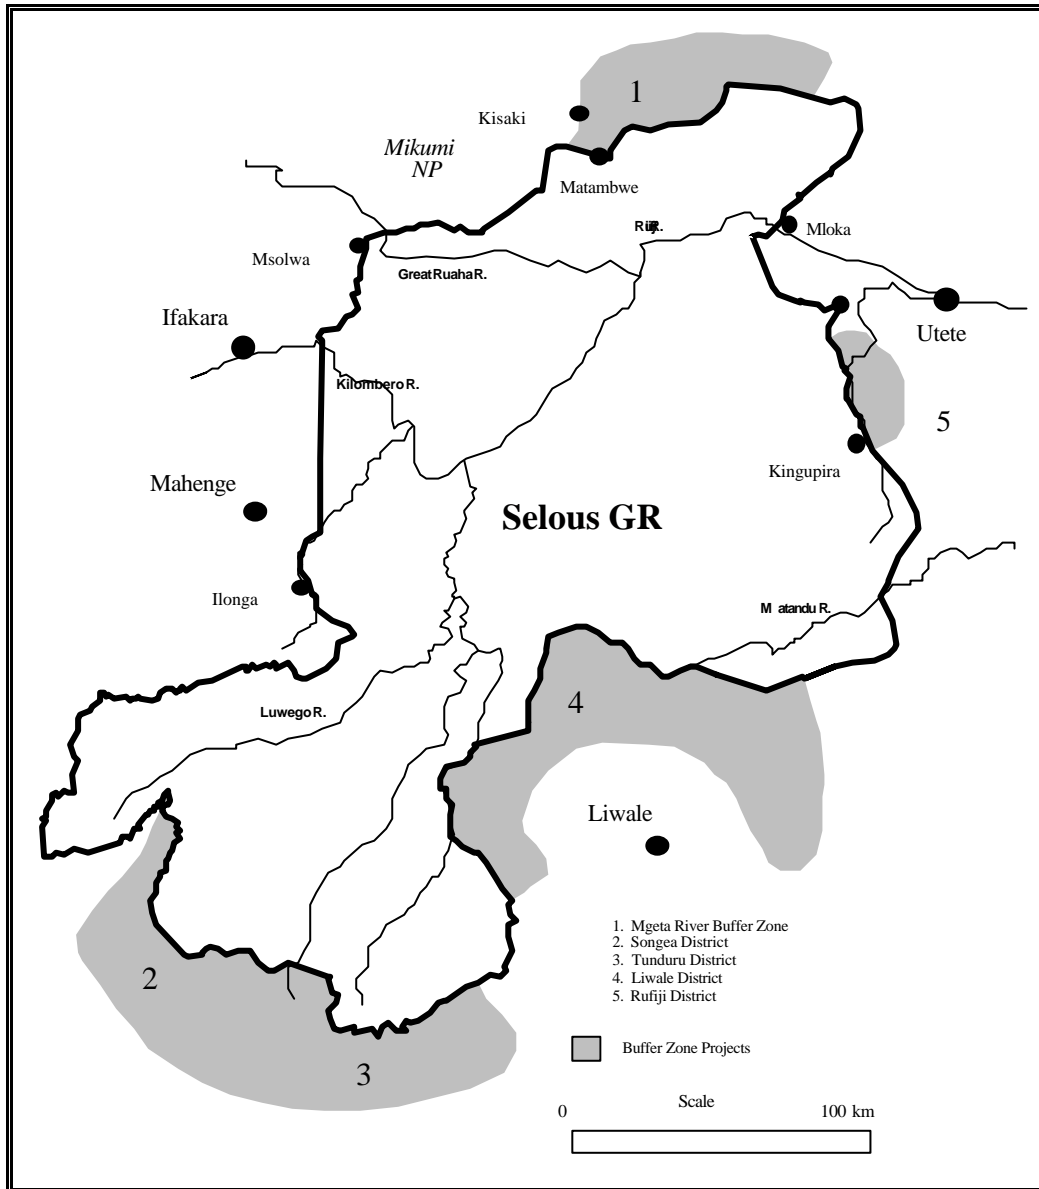 1
Kisaki
Mikumi
NP
Matambwe
Mloka
Msolwa
Great Ruaha R.
Ifakara
Utete
Kilombero R.
5
Kingupira
Mahenge
Selous GR
Ilonga
Matandu R.
4
Luwego R.
Liwale
1. Mgeta River Buffer Zone
2. Songea District
3. Tunduru District
4. Liwale District
5. Rufiji District
2
Buffer Zone Projects
3
Scale
0 100 km